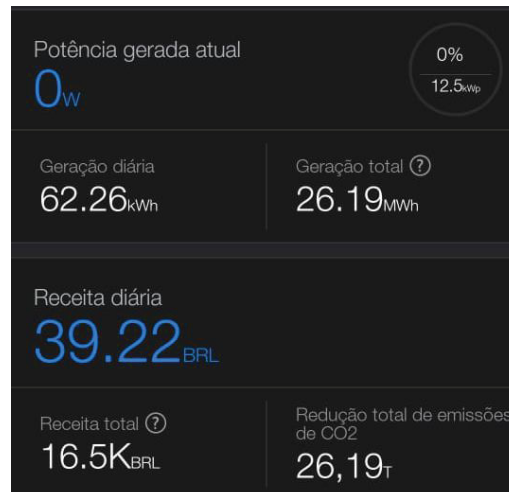 Potência gerada atual
0W
0%
12.5kWp
Geração diária
62.26kWh
Geração total ?
26.19MWh
Receita diária
39.22BRL
Receita total ?
16.5KBRL
Redução total de emissões
de CO2
26,19T